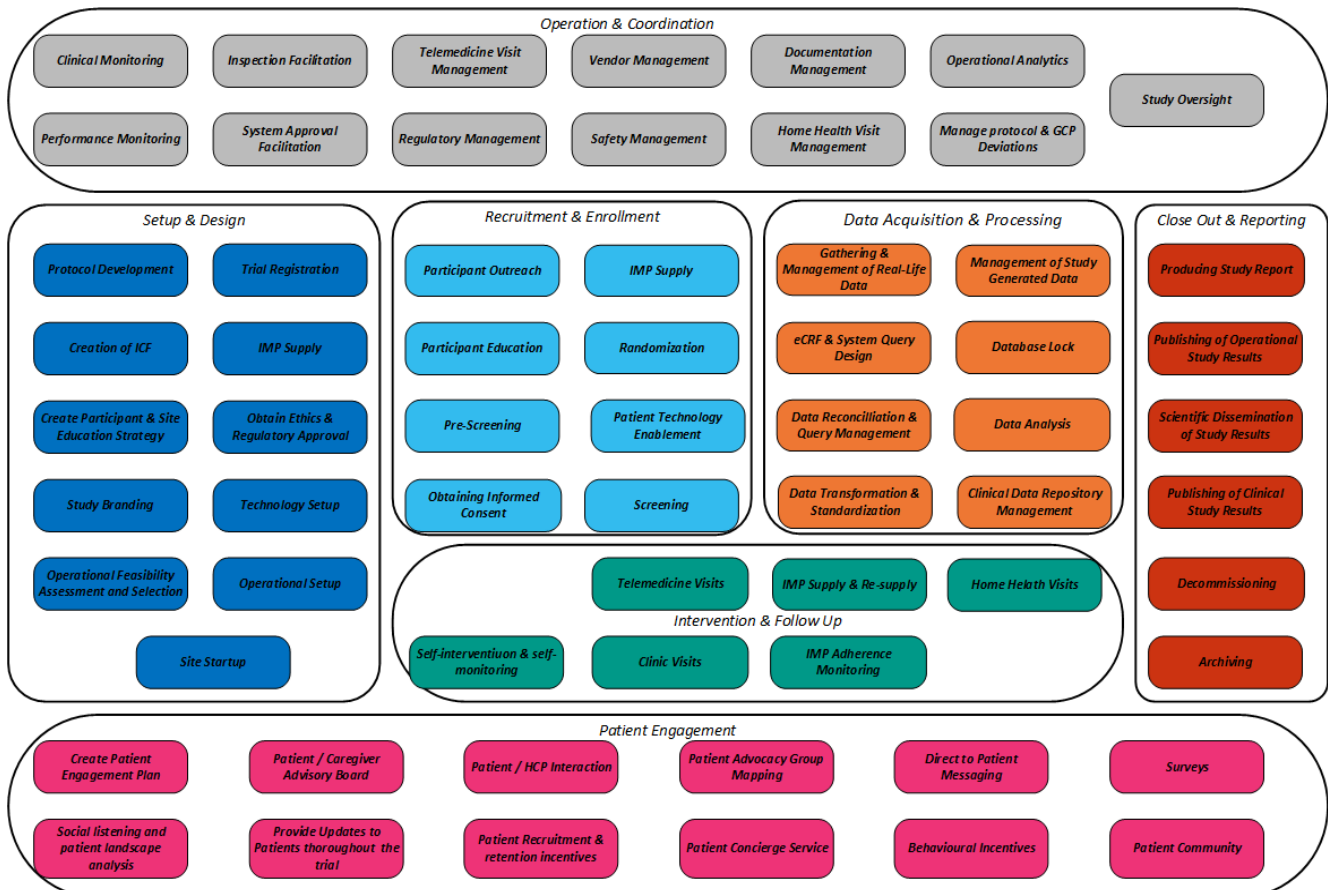 Operation & Coordination
Clinical Monitoring
Inspection Facilitation
Telemedicine Visit
Management
Vendor Management
Documentation
Management
Operational Analytics
Study Oversight
Performance Monitoring
System Approval
Facilitation
Regulatory Management
Safety Management
Home Health Visit
Management
Manage protocol & GCP
Deviations
Setup & Design
Protocol Development
Trial Registration
Creation of ICF
IMP Supply
Create Participant & Site
Education Strategy
Obtain Ethics &
Regulatory Approval
Study Branding
Technology Setup
Operational Feasibility
Assessment and Selection
Operational Setup
Site Startup
Recruitment & Enrollment
Participant Outreach
IMP Supply
Participant Education
Randomization
Pre-Screening
Patient Technology
Enablement
Obtaining Informed
Consent
Screening
Data Acquisition & Processing
Gathering &
Management of Real-Life
Data
Management of Study
Generated Data
eCRF & System Query
Design
Database Lock
Data Reconcilliation &
Query Management
Data Analysis
Data Transformation &
Standardization
Clinical Data Repository
Management
Close Out & Reporting
Producing Study Report
Publishing of Operational
Study Results
Scientific Dissemination
of Study Results
Publishing of Clinical
Study Results
Decommissioning
Archiving
Telemedicine Visits
IMP Supply & Re-supply
Home Helath Visits
Intervention & Follow Up
Self-interventiuon & self-
monitoring
Clinic Visits
IMP Adherence
Monitoring
Patient Engagement
Create Patient
Engagement Plan
Patient / Caregiver
Advisory Board
Patient / HCP Interaction
Patient Advocacy Group
Mapping
Direct to Patient
Messaging
Surveys
Social listening and
patient landscape
analysis
Provide Updates to
Patients thoroughout the
trial
Patient Recruitment &
retention incentives
Patient Concierge Service
Behavioural Incentives
Patient Community